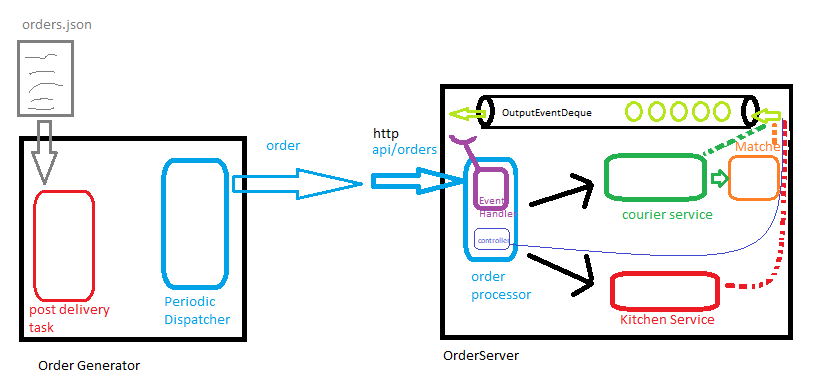 orders.json
OutputEventDeque
http
order
api/orders
Matche
Event
Handler
courier service
controller
order
processor
post delivery
task
Periodic
Dispatcher
Kitchen Service
Order Generator
OrderServer